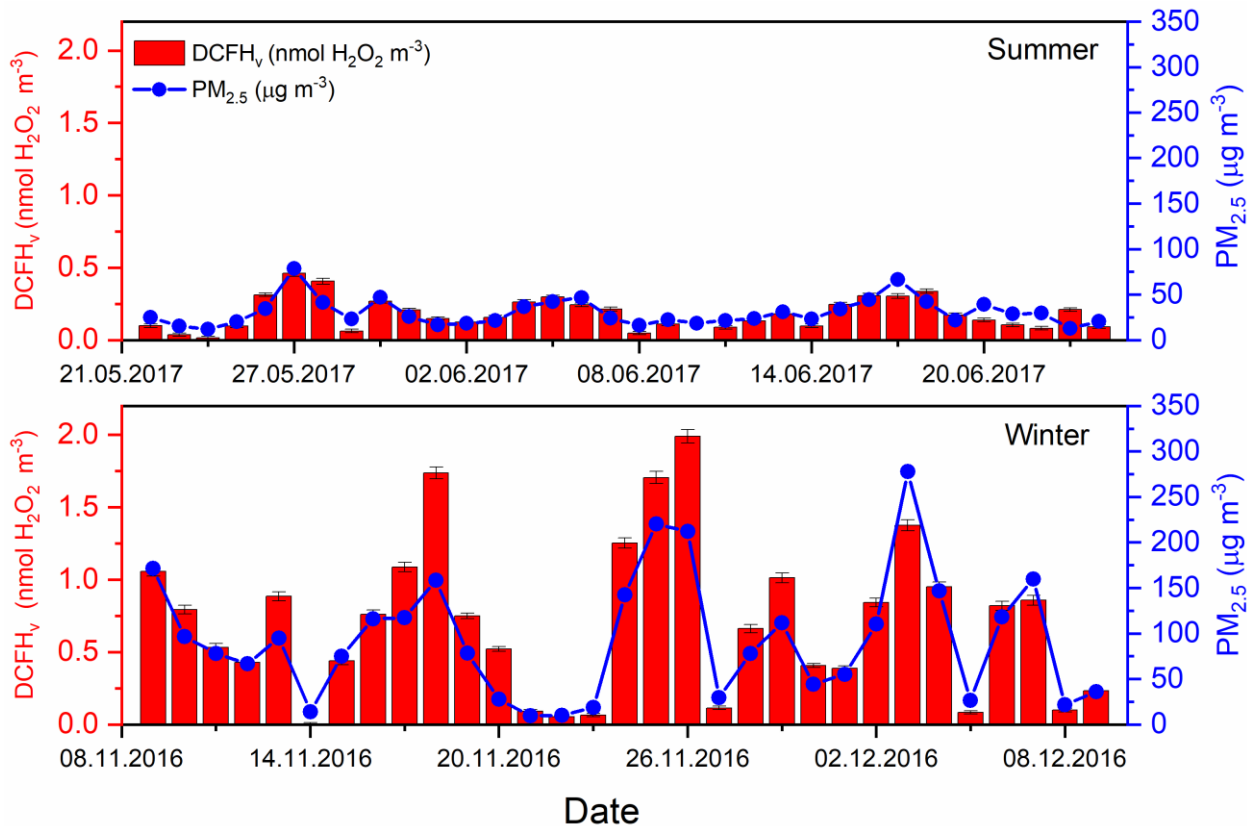 DCFHᵥ (nmol H₂O₂ m⁻³)
2.0
1.5
1.0
0.5
0.0
DCFHᵥ (nmol H₂O₂ m⁻³)
PM₂.₅ (μg m⁻³)
Summer
350
300
250
200
150
100
50
0
PM₂.₅ (μg m⁻³)
21.05.2017 27.05.2017 02.06.2017 08.06.2017 14.06.2017 20.06.2017
DCFHᵥ (nmol H₂O₂ m⁻³)
2.0
1.5
1.0
0.5
0.0
Winter
350
300
250
200
150
100
50
0
PM₂.₅ (μg m⁻³)
08.11.2016 14.11.2016 20.11.2016 26.11.2016 02.12.2016 08.12.2016
Date